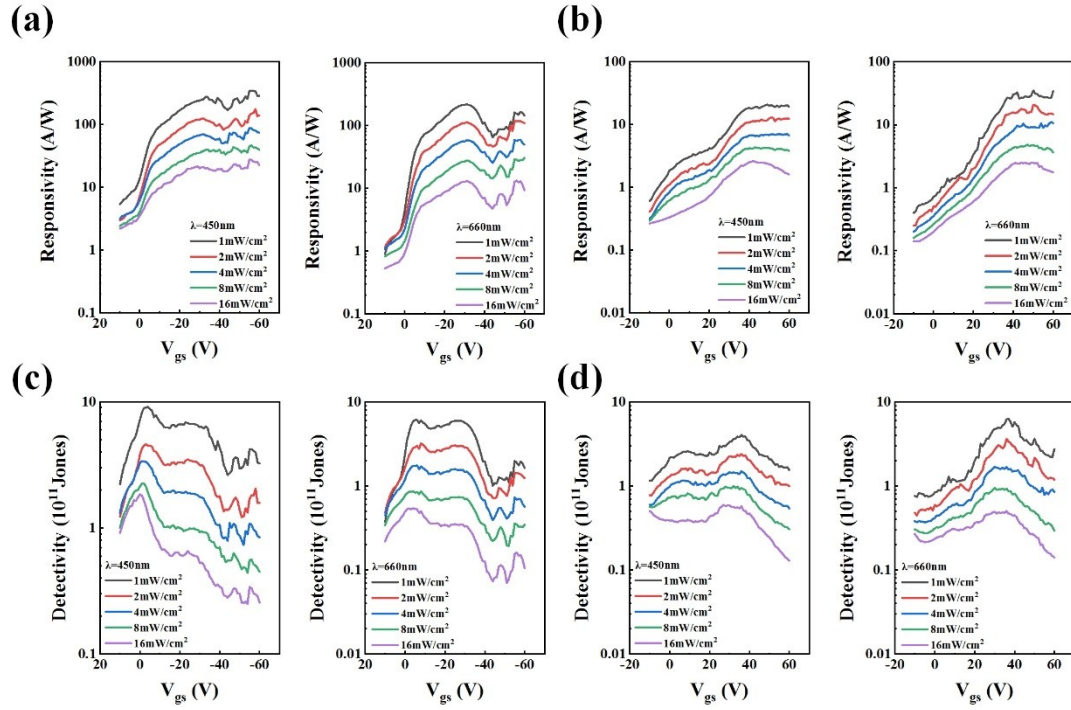 (a)
Responsivity (A/W)
1000
100
10
1
0.1
20 0 -20 -40 -60
V_gs (V)
λ=450nm
1mW/cm²
2mW/cm²
4mW/cm²
8mW/cm²
16mW/cm²
Responsivity (A/W)
1000
100
10
1
0.1
20 0 -20 -40 -60
V_gs (V)
λ=660nm
1mW/cm²
2mW/cm²
4mW/cm²
8mW/cm²
16mW/cm²
(b)
Responsivity (A/W)
100
10
1
0.1
0.01
-20 0 20 40 60
V_gs (V)
λ=450nm
1mW/cm²
2mW/cm²
4mW/cm²
8mW/cm²
16mW/cm²
Responsivity (A/W)
100
10
1
0.1
0.01
-20 0 20 40 60
V_gs (V)
λ=660nm
1mW/cm²
2mW/cm²
4mW/cm²
8mW/cm²
16mW/cm²
(c)
Detectivity (10¹¹Jones)
10
1
0.1
20 0 -20 -40 -60
V_gs (V)
λ=450nm
1mW/cm²
2mW/cm²
4mW/cm²
8mW/cm²
16mW/cm²
Detectivity (10¹¹Jones)
10
1
0.1
0.01
20 0 -20 -40 -60
V_gs (V)
λ=660nm
1mW/cm²
2mW/cm²
4mW/cm²
8mW/cm²
16mW/cm²
(d)
Detectivity (10¹¹Jones)
10
1
0.1
0.01
-20 0 20 40 60
V_gs (V)
λ=450nm
1mW/cm²
2mW/cm²
4mW/cm²
8mW/cm²
16mW/cm²
Detectivity (10¹¹Jones)
10
1
0.1
0.01
-20 0 20 40 60
V_gs (V)
λ=660nm
1mW/cm²
2mW/cm²
4mW/cm²
8mW/cm²
16mW/cm²